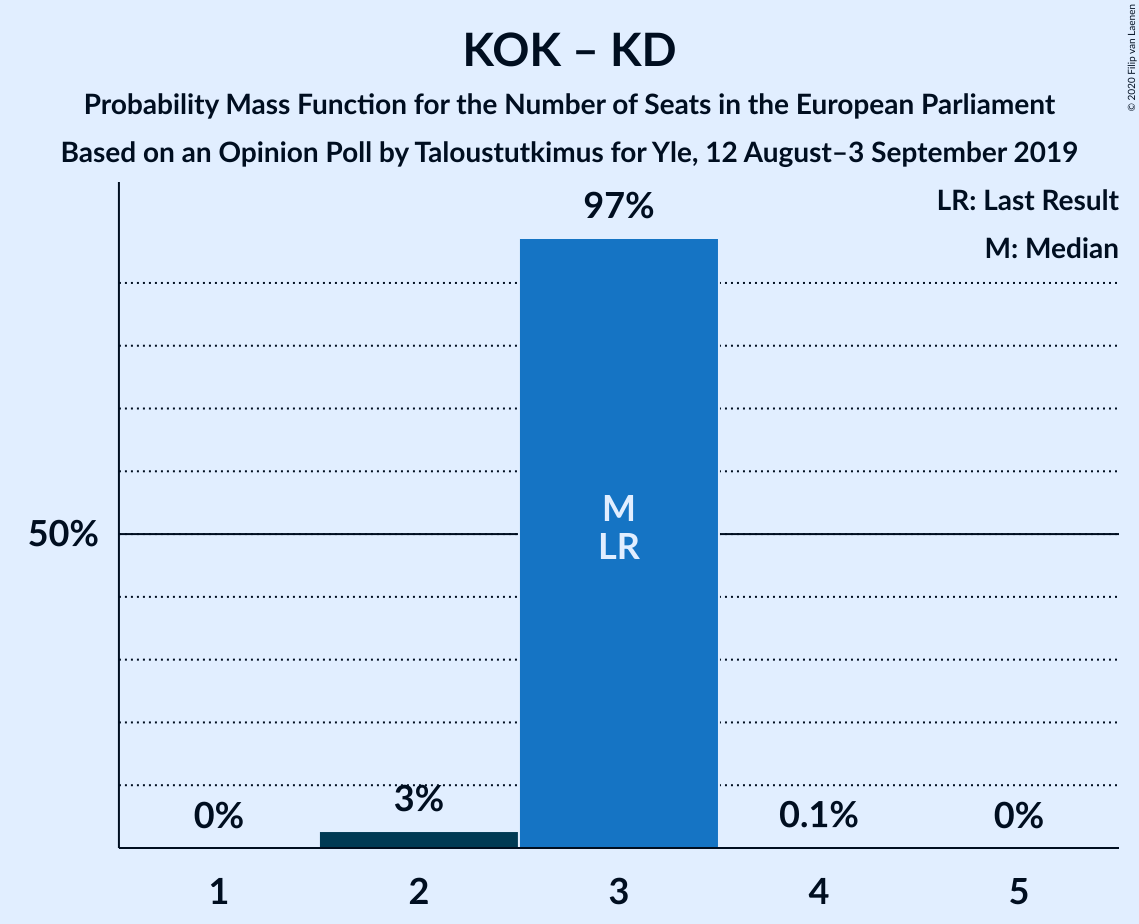 KOK – KD
Probability Mass Function for the Number of Seats in the European Parliament
Based on an Opinion Poll by Taloustutkimus for Yle, 12 August–3 September 2019
© 2020 Filip van Laenen
LR: Last Result
M: Median
97%
M
LR
50%
0%
3%
0.1%
0%
1
2
3
4
5